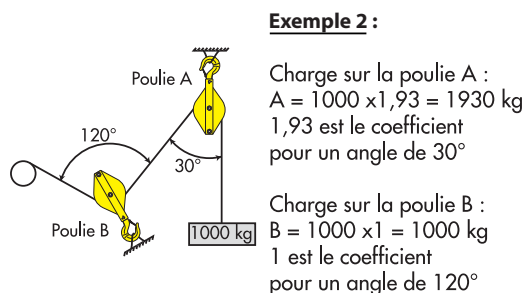 Exemple 2 :
Poulie A
120°
30°
Poulie B
1000 kg
Charge sur la poulie A :
A = 1000 x1,93 = 1930 kg
1,93 est le coefficient
pour un angle de 30°
Charge sur la poulie B :
B = 1000 x1 = 1000 kg
1 est le coefficient
pour un angle de 120°